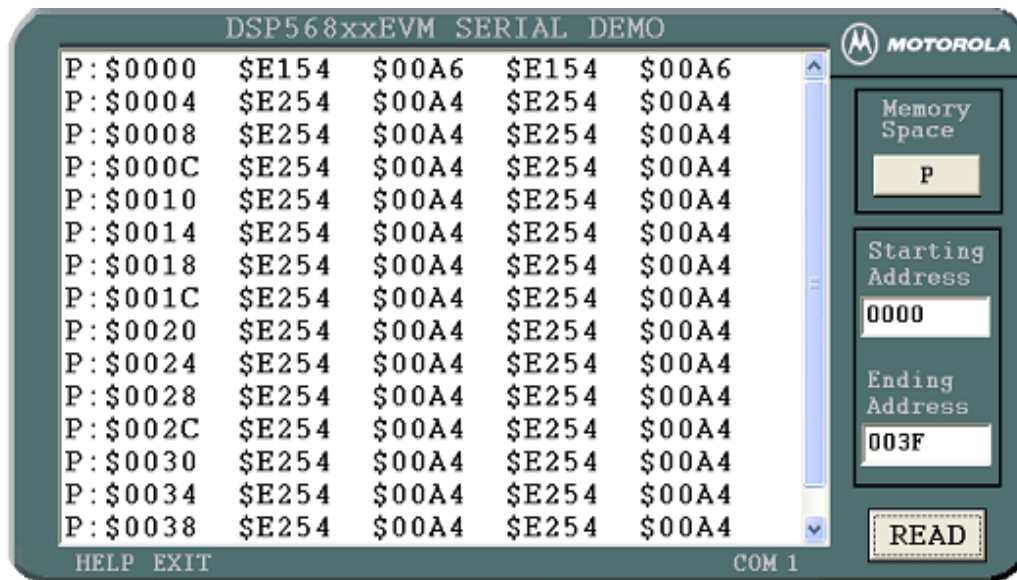 DSP568xxEVM SERIAL DEMO
MOTOROLA
P:$0000 $E154 $00A6 $E154 $00A6
P:$0004 $E254 $00A4 $E254 $00A4
P:$0008 $E254 $00A4 $E254 $00A4
P:$000C $E254 $00A4 $E254 $00A4
P:$0010 $E254 $00A4 $E254 $00A4
P:$0014 $E254 $00A4 $E254 $00A4
P:$0018 $E254 $00A4 $E254 $00A4
P:$001C $E254 $00A4 $E254 $00A4
P:$0020 $E254 $00A4 $E254 $00A4
P:$0024 $E254 $00A4 $E254 $00A4
P:$0028 $E254 $00A4 $E254 $00A4
P:$002C $E254 $00A4 $E254 $00A4
P:$0030 $E254 $00A4 $E254 $00A4
P:$0034 $E254 $00A4 $E254 $00A4
P:$0038 $E254 $00A4 $E254 $00A4
Memory
Space
P
Starting
Address
0000
Ending
Address
003F
READ
HELP EXIT
COM 1